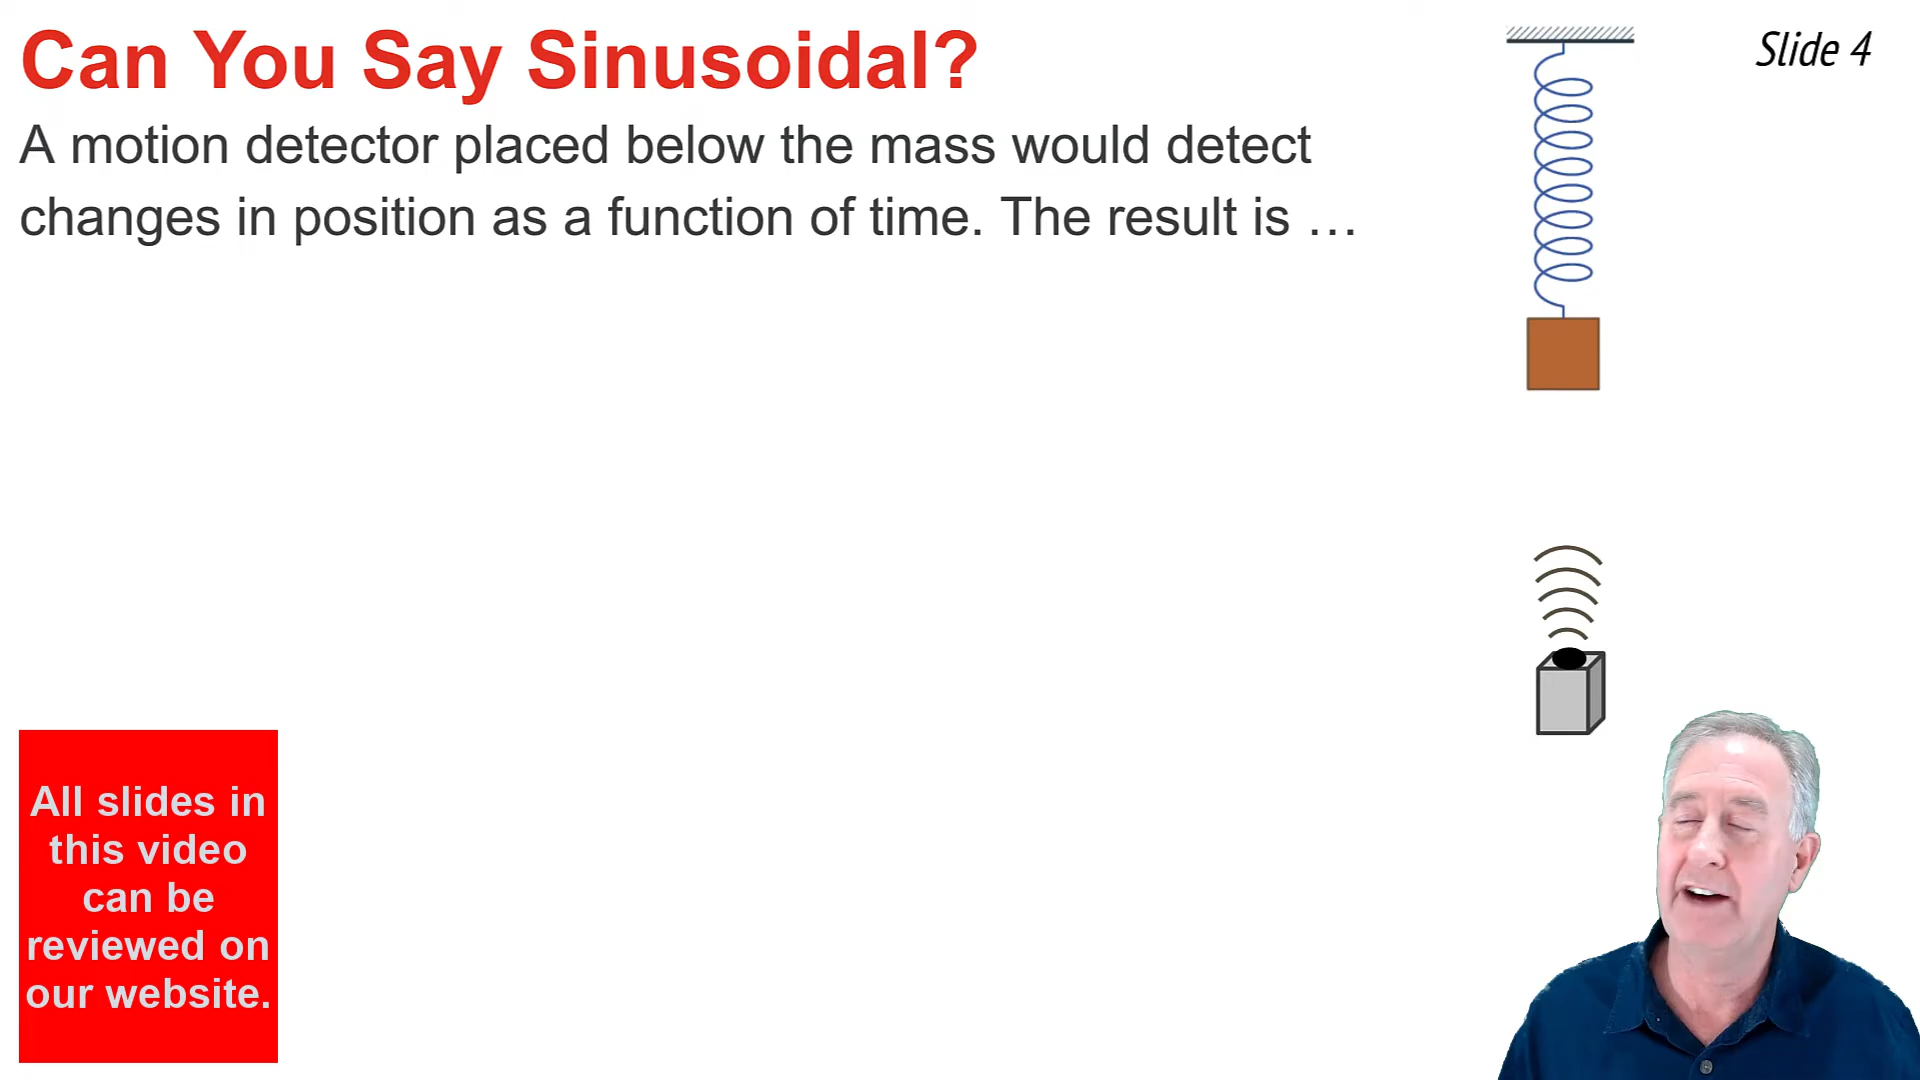 Can You Say Sinusoidal?
Slide 4
A motion detector placed below the mass would detect
changes in position as a function of time. The result is …
All slides in
this video
can be
reviewed on
our website.